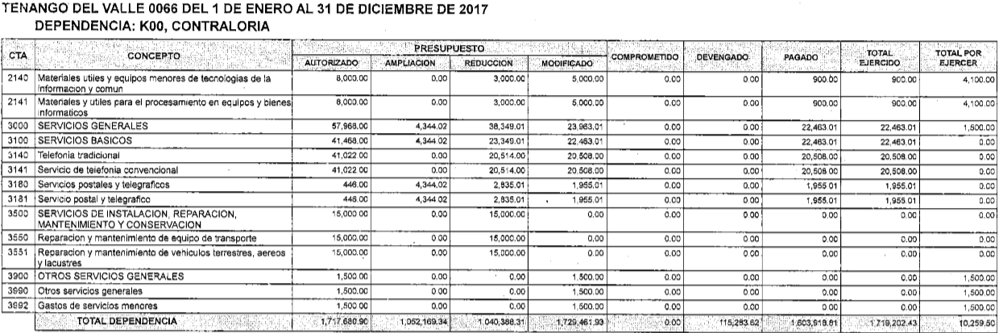 TENANGO DEL VALLE 0066 DEL 1 DE ENERO AL 31 DE DICIEMBRE DE 2017
DEPENDENCIA: K00, CONTRALORIA
CTA CONCEPTO PRESUPUESTO COMPROMETIDO DEVENGADO PAGADO TOTAL EJERCIDO TOTAL POR EJERCER
AUTORIZADO AMPLIACION REDUCCION MODIFICADO
2140 Materiales utiles y equipos menores de tecnologias de la 8,000.00 0.00 3,000.00 5,000.00 0.00 0.00 900.00 900.00 4,100.00
informacion y comun
2141 Materiales y utiles para el procesamiento en equipos y bienes 8,000.00 0.00 3,000.00 5,000.00 0.00 0.00 900.00 900.00 4,100.00
informaticos
3000 SERVICIOS GENERALES 57,968.00 4,344.02 38,349.01 23,963.01 0.00 0.00 22,463.01 22,463.01 1,500.00
3100 SERVICIOS BASICOS 41,468.00 4,344.02 23,349.01 22,463.01 0.00 0.00 22,463.01 22,463.01 0.00
3140 Telefonia tradicional 41,022.00 0.00 20,514.00 20,508.00 0.00 0.00 20,508.00 20,508.00 0.00
3141 Servicio de telefonia convencional 41,022.00 0.00 20,514.00 20,508.00 0.00 0.00 20,508.00 20,508.00 0.00
3180 Servicios postales y telegraficos 446.00 4,344.02 2,835.01 1,955.01 0.00 0.00 1,955.01 1,955.01 0.00
3181 Servicio postal y telegrafico 446.00 4,344.02 2,835.01 1,955.01 0.00 0.00 1,955.01 1,955.01 0.00
3500 SERVICIOS DE INSTALACION, REPARACION, 15,000.00 0.00 15,000.00 0.00 0.00 0.00 0.00 0.00 0.00
MANTENIMIENTO Y CONSERVACION
3550 Reparacion y mantenimiento de equipo de transporte 15,000.00 0.00 15,000.00 0.00 0.00 0.00 0.00 0.00 0.00
3551 Reparacion y mantenimiento de vehiculos terrestres, aereos 15,000.00 0.00 15,000.00 0.00 0.00 0.00 0.00 0.00 0.00
y lacustres
3900 OTROS SERVICIOS GENERALES 1,500.00 0.00 0.00 1,500.00 0.00 0.00 0.00 0.00 1,500.00
3990 Otros servicios generales 1,500.00 0.00 0.00 1,500.00 0.00 0.00 0.00 0.00 1,500.00
3992 Gastos de servicios menores 1,500.00 0.00 0.00 1,500.00 0.00 0.00 0.00 0.00 1,500.00
TOTAL DEPENDENCIA 1,717,680.90 1,052,169.34 1,040,388.31 1,729,461.93 0.00 115,283.62 1,603,918.81 1,719,202.43 10,259.50